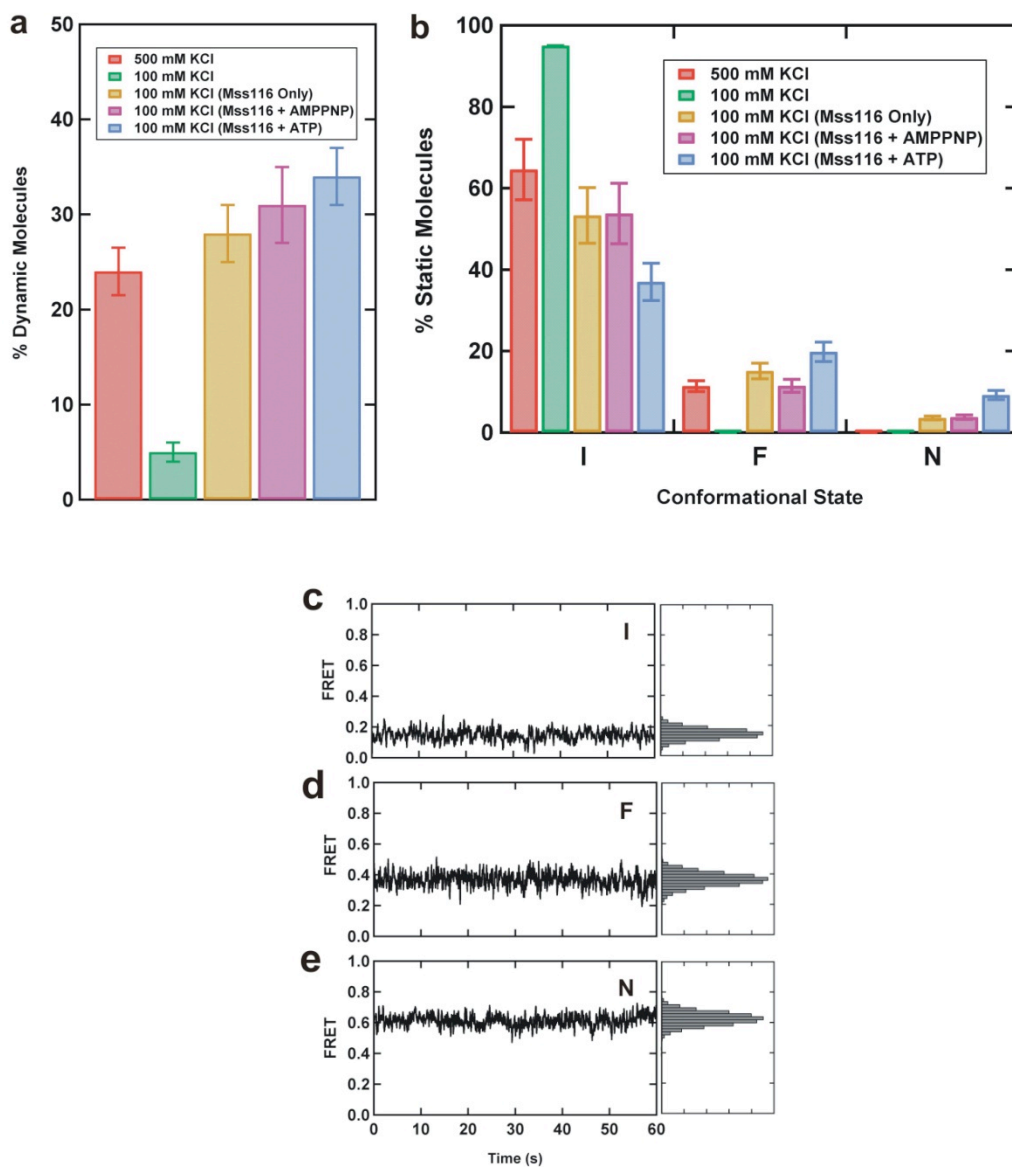 a
50
40
30
20
10
0
% Dynamic Molecules
500 mM KCl
100 mM KCl
100 mM KCl (Mss116 Only)
100 mM KCl (Mss116 + AMPPNP)
100 mM KCl (Mss116 + ATP)
b
100
80
60
40
20
0
% Static Molecules
500 mM KCl
100 mM KCl
100 mM KCl (Mss116 Only)
100 mM KCl (Mss116 + AMPPNP)
100 mM KCl (Mss116 + ATP)
I F N
Conformational State
c
1.0
0.8
0.6
0.4
0.2
0.0
FRET
I
d
1.0
0.8
0.6
0.4
0.2
0.0
FRET
F
e
1.0
0.8
0.6
0.4
0.2
0.0
FRET
N
0 10 20 30 40 50 60
Time (s)